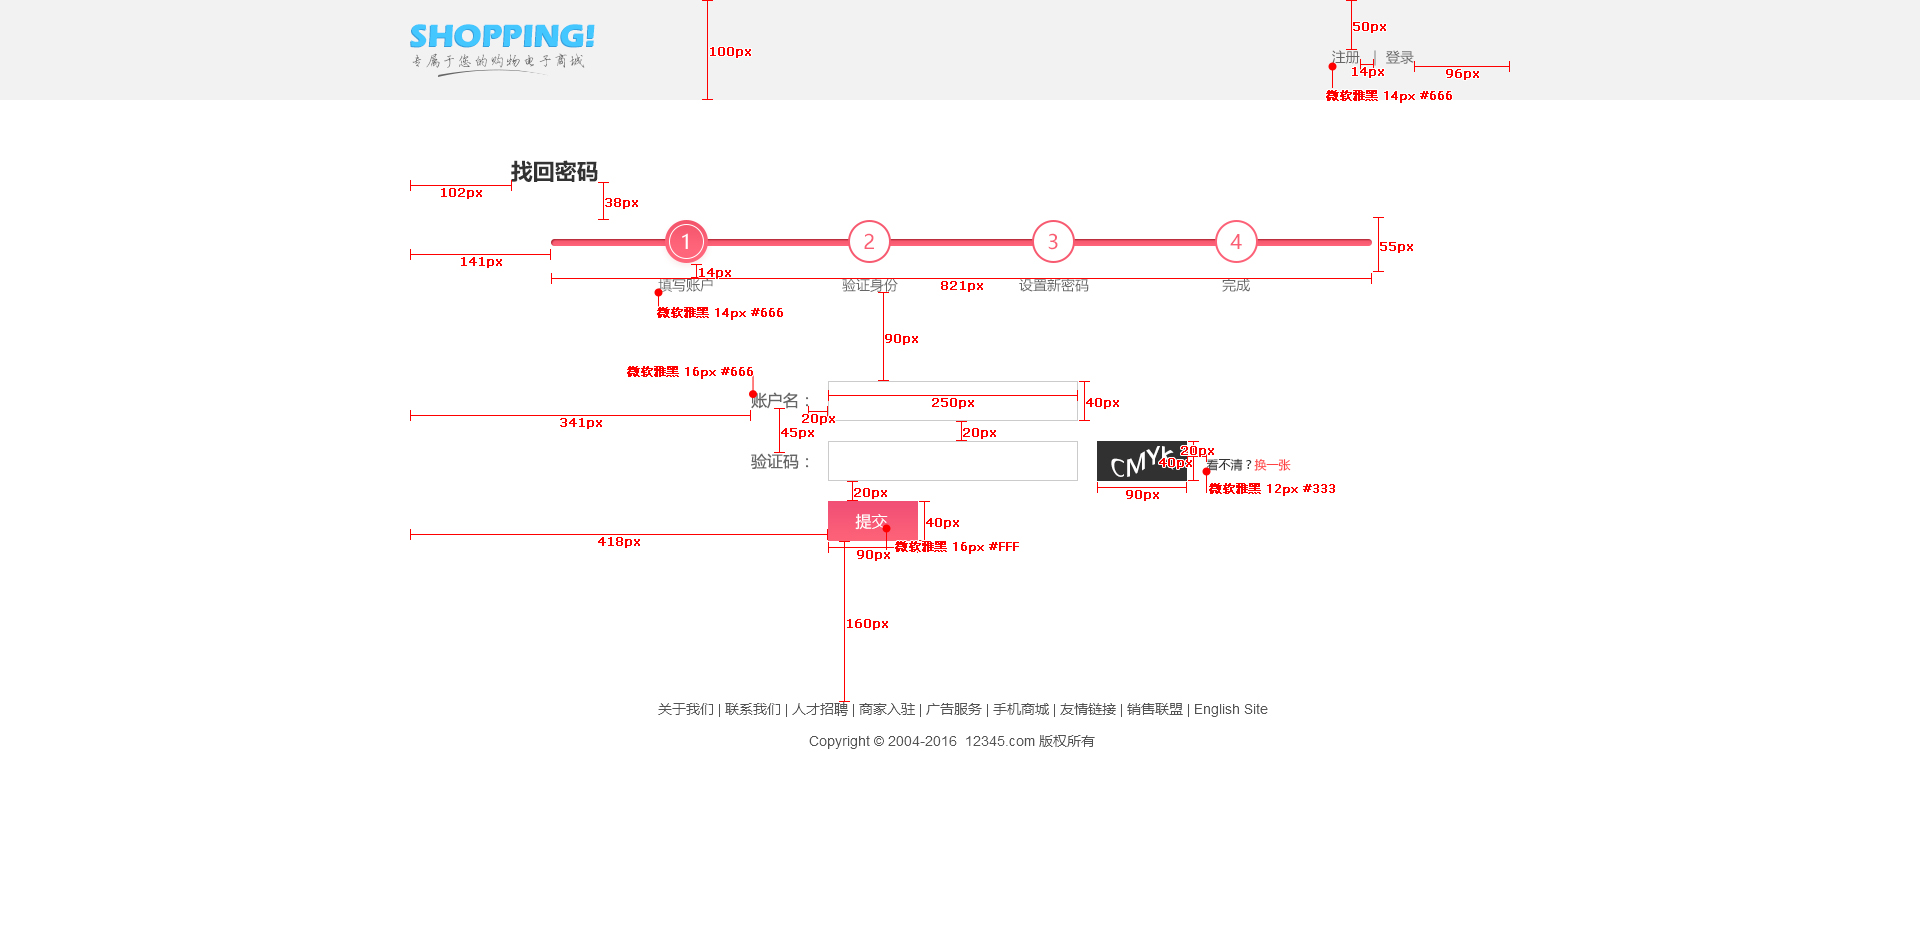 SHOPPING!
专属于您的购物电子商城
100px
50px
注册 | 登录
14px
96px
微软雅黑 14px #666
找回密码
102px
38px
1
2
3
4
55px
141px
14px
821px
填写账户
验证身份
设置新密码
完成
微软雅黑 14px #666
90px
微软雅黑 16px #666
账户名：
250px
40px
20px
341px
45px
20px
验证码：
CMYK
20px
40px
看不清？换一张
90px
微软雅黑 12px #333
20px
提交
40px
418px
90px
微软雅黑 16px #FFF
160px
关于我们 | 联系我们 | 人才招聘 | 商家入驻 | 广告服务 | 手机商城 | 友情链接 | 销售联盟 | English Site
Copyright © 2004-2016 12345.com 版权所有